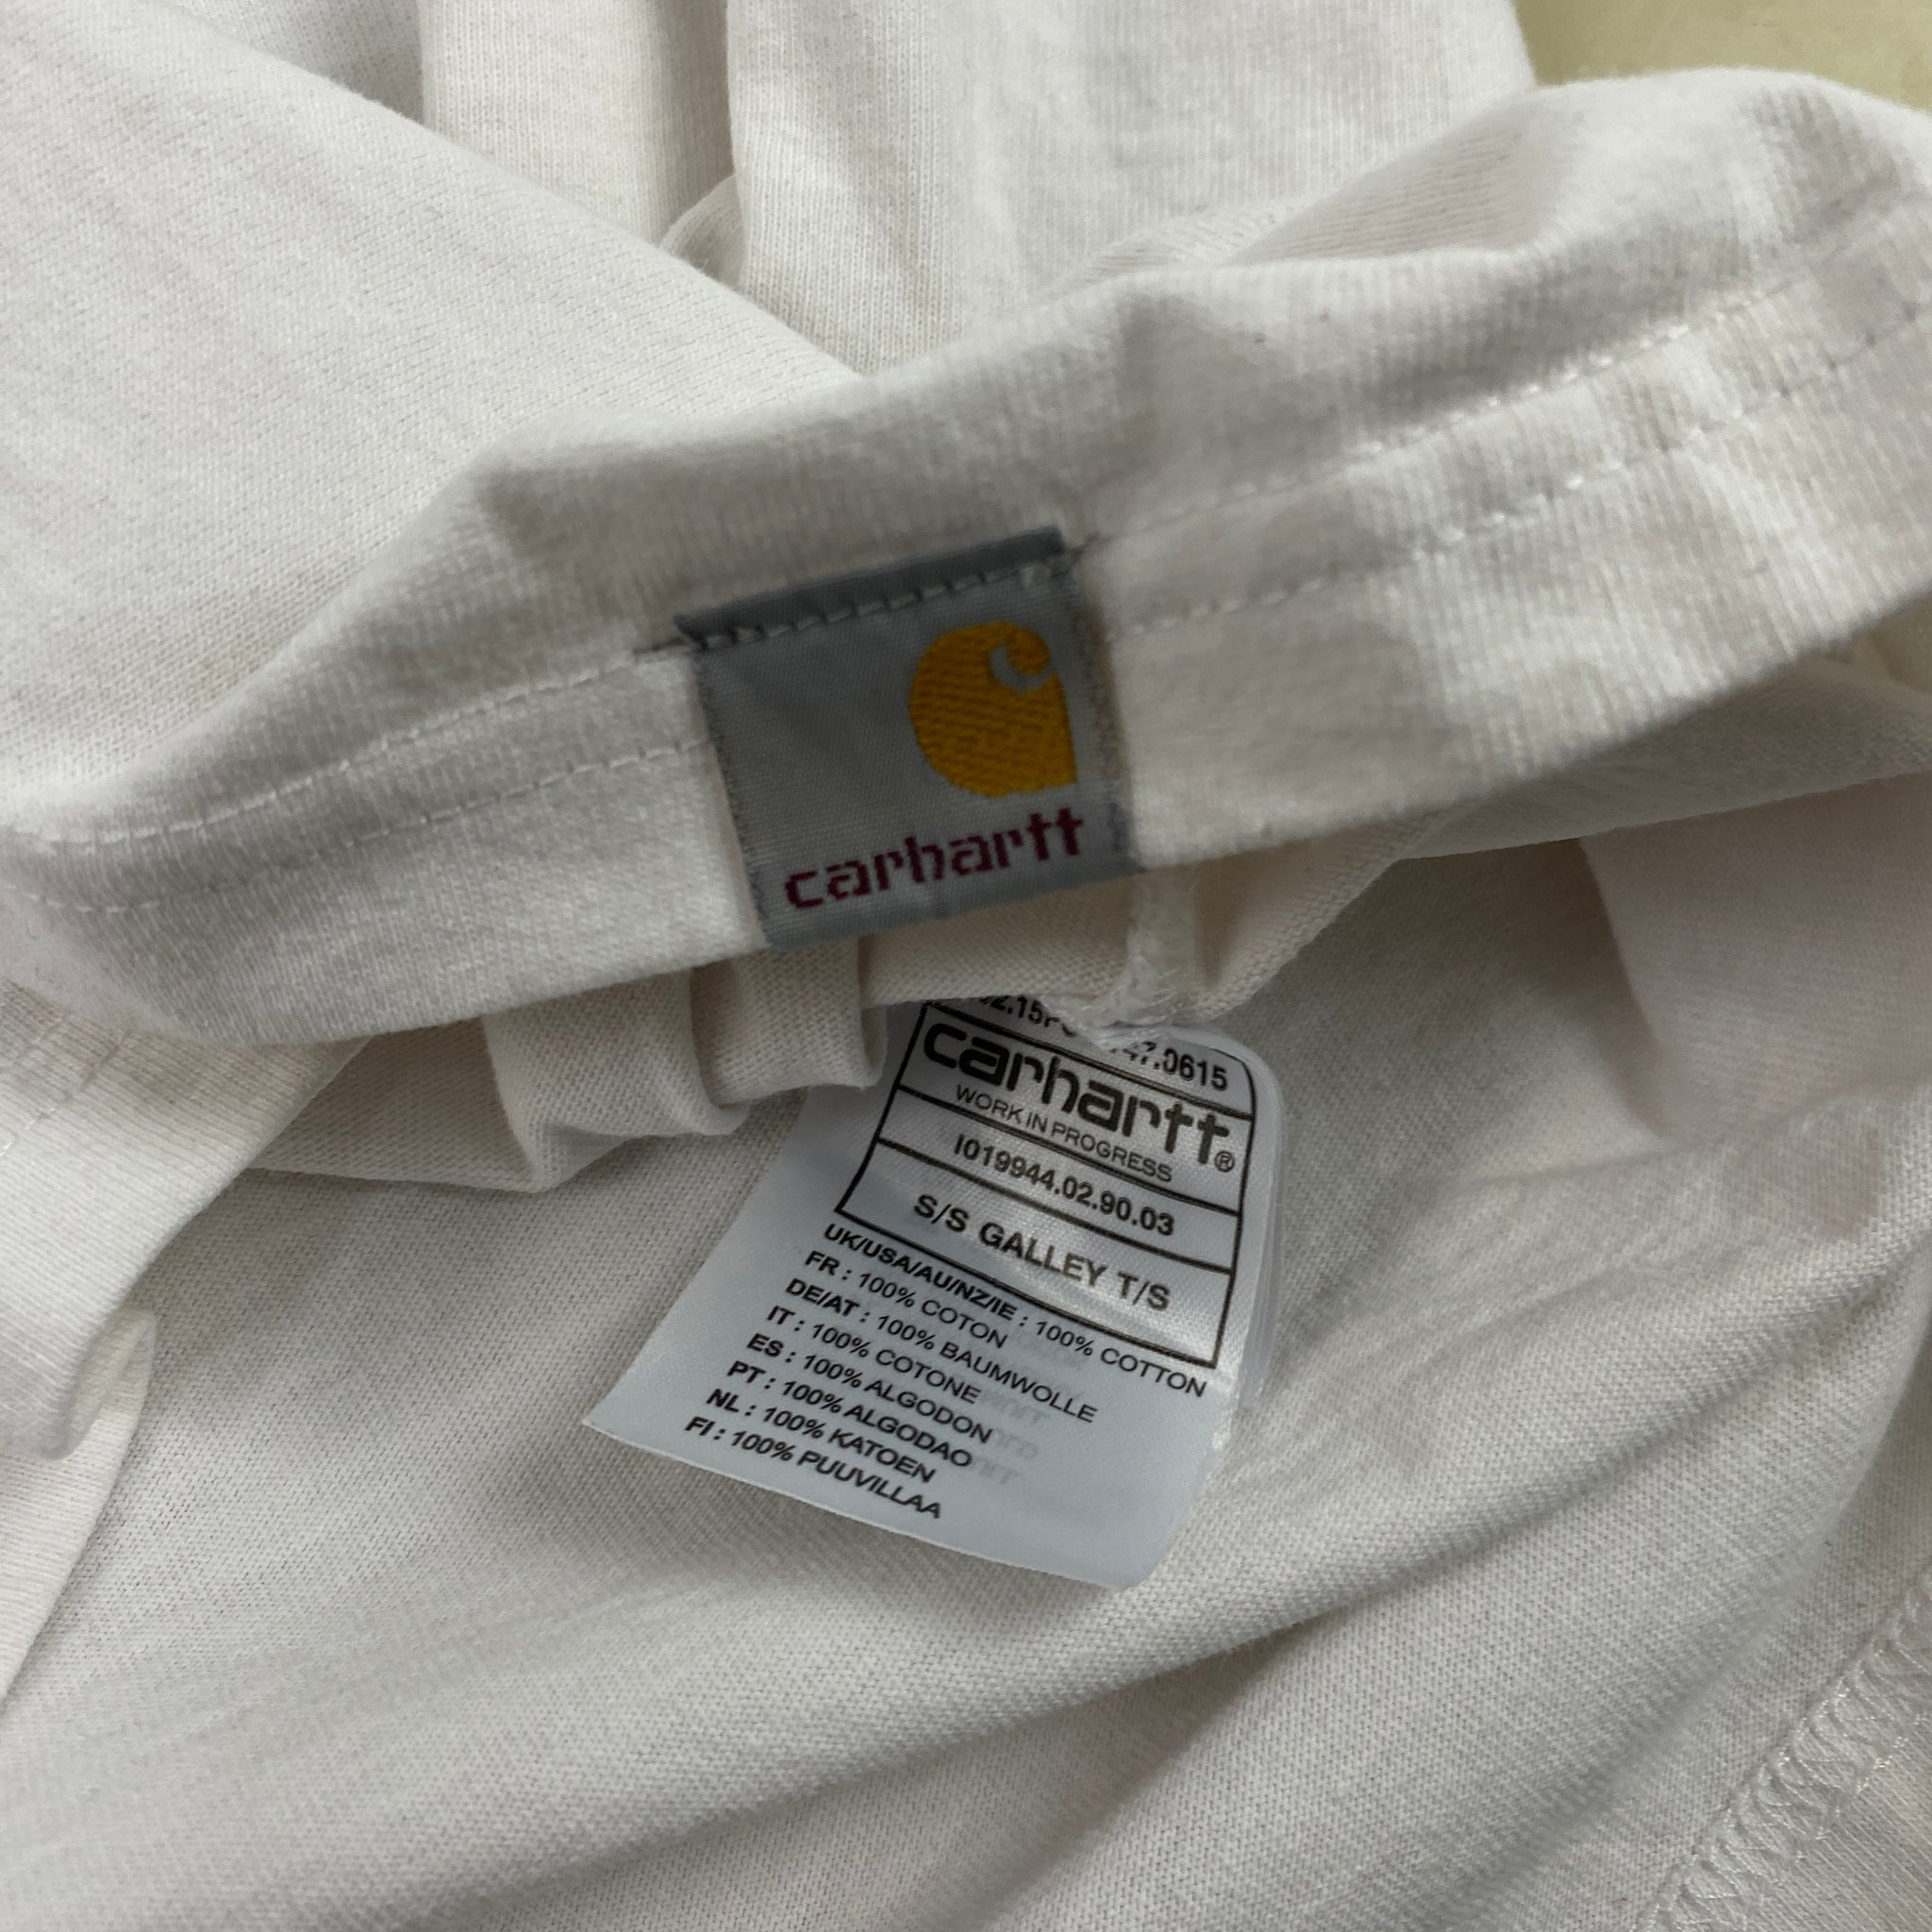 carhartt
47.0615
carhartt®
WORK IN PROGRESS
I019944.02.90.03
S/S GALLEY T/S
UK/USA/AU/NZ/IE : 100% COTTON
FR : 100% COTON
DE/AT : 100% BAUMWOLLE
IT : 100% COTONE
ES : 100% ALGODON
PT : 100% ALGODAO
NL : 100% KATOEN
FI : 100% PUUVILLAA